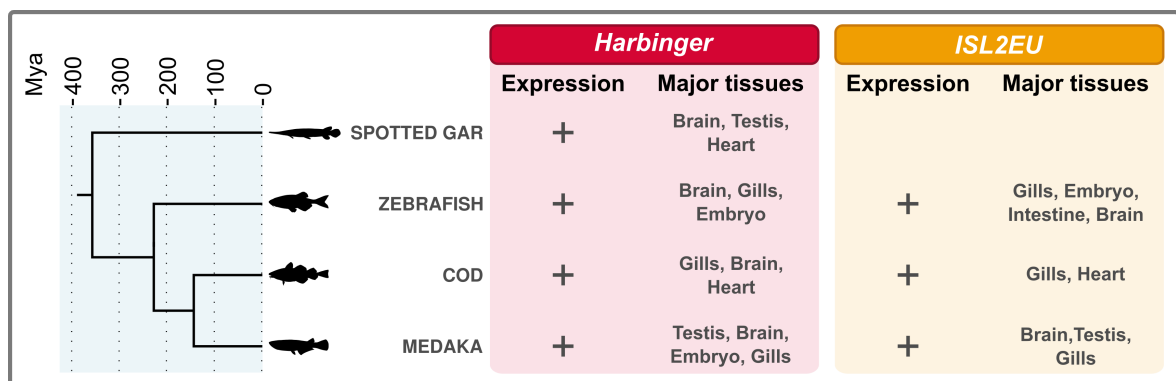 Harbinger
ISL2EU
Mya
-400
-300
-200
-100
-0
Expression
Major tissues
Expression
Major tissues
SPOTTED GAR
+
Brain, Testis,
Heart
ZEBRAFISH
+
Brain, Gills,
Embryo
+
Gills, Embryo,
Intestine, Brain
COD
+
Gills, Brain,
Heart
+
Gills, Heart
MEDAKA
+
Testis, Brain,
Embryo, Gills
+
Brain,Testis,
Gills